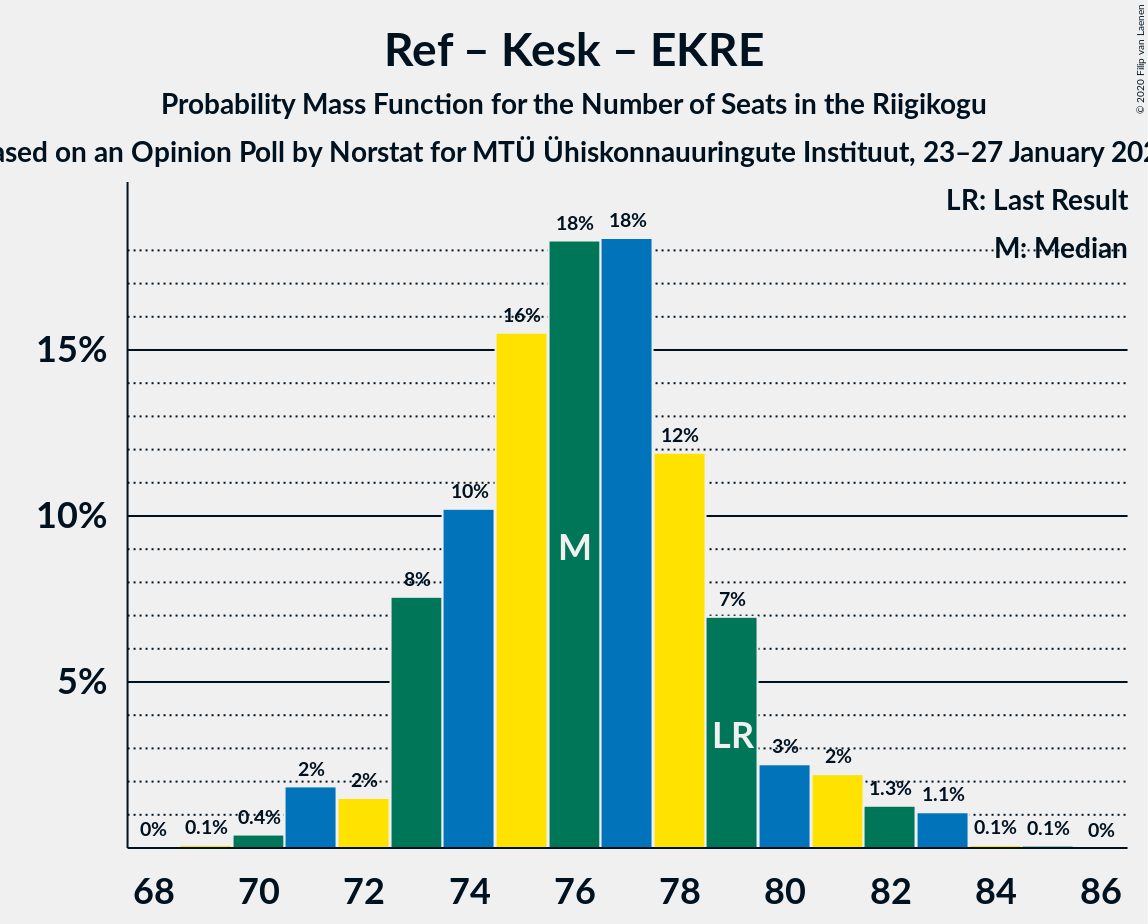 Ref – Kesk – EKRE
Probability Mass Function for the Number of Seats in the Riigikogu
on an Opinion Poll by Norstat for MTÜ Ühiskonnauuringute Instituut, 23–27 January
© 2020 Filip van Laenen
LR: Last Result
M: Median
18% 18%
16%
15%
12%
10%
10%
M
8%
7%
5%
LR
3%
2%
2%
2%
1.3%
1.1%
0.4%
0% 0.1% 0.1% 0.1% 0%
68 70 72 74 76 78 80 82 84 86